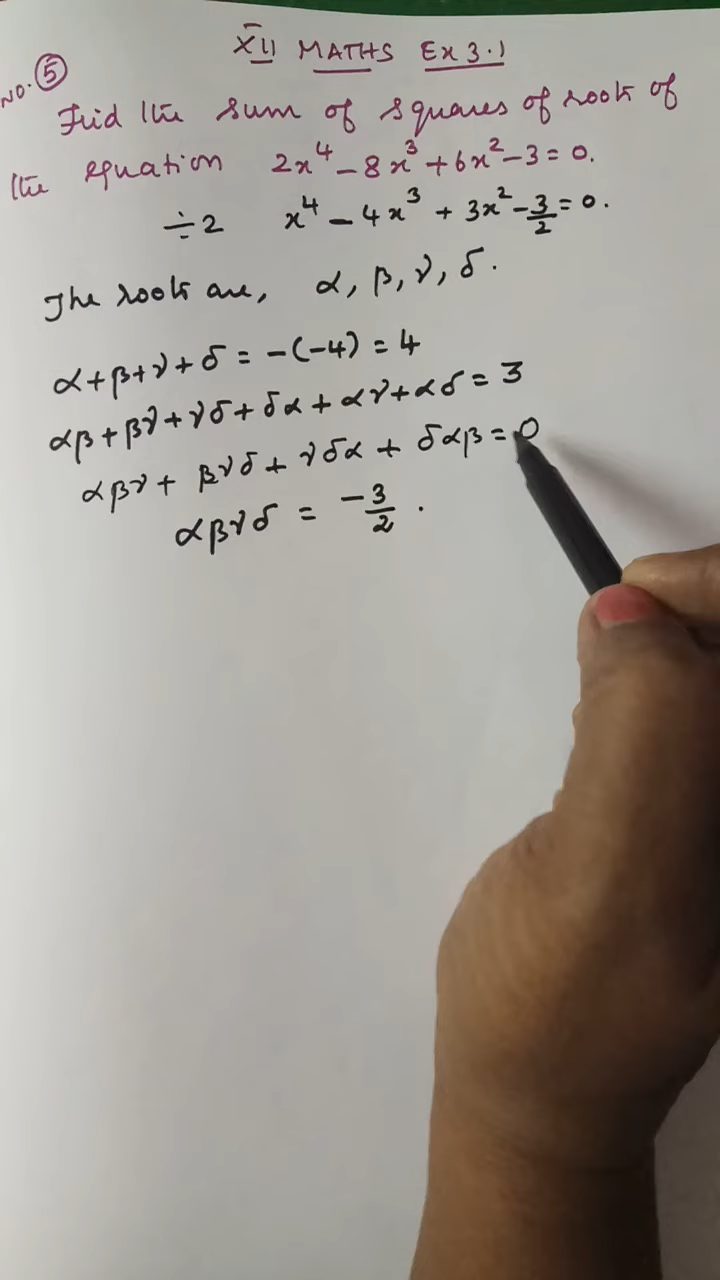 XII MATHS Ex 3.1
NO. 5
Find the sum of squares of roots of
the equation 2x⁴ - 8x³ + 6x² - 3 = 0.
÷2 x⁴ - 4x³ + 3x² - 3/2 = 0.
The roots are, α, β, γ, δ.
α+β+γ+δ = -(-4) = 4
αβ+βγ+γδ+δα+αγ+αδ = 3
αβγ + βγδ + γδα + δαβ = 0
αβγδ = -3/2 .